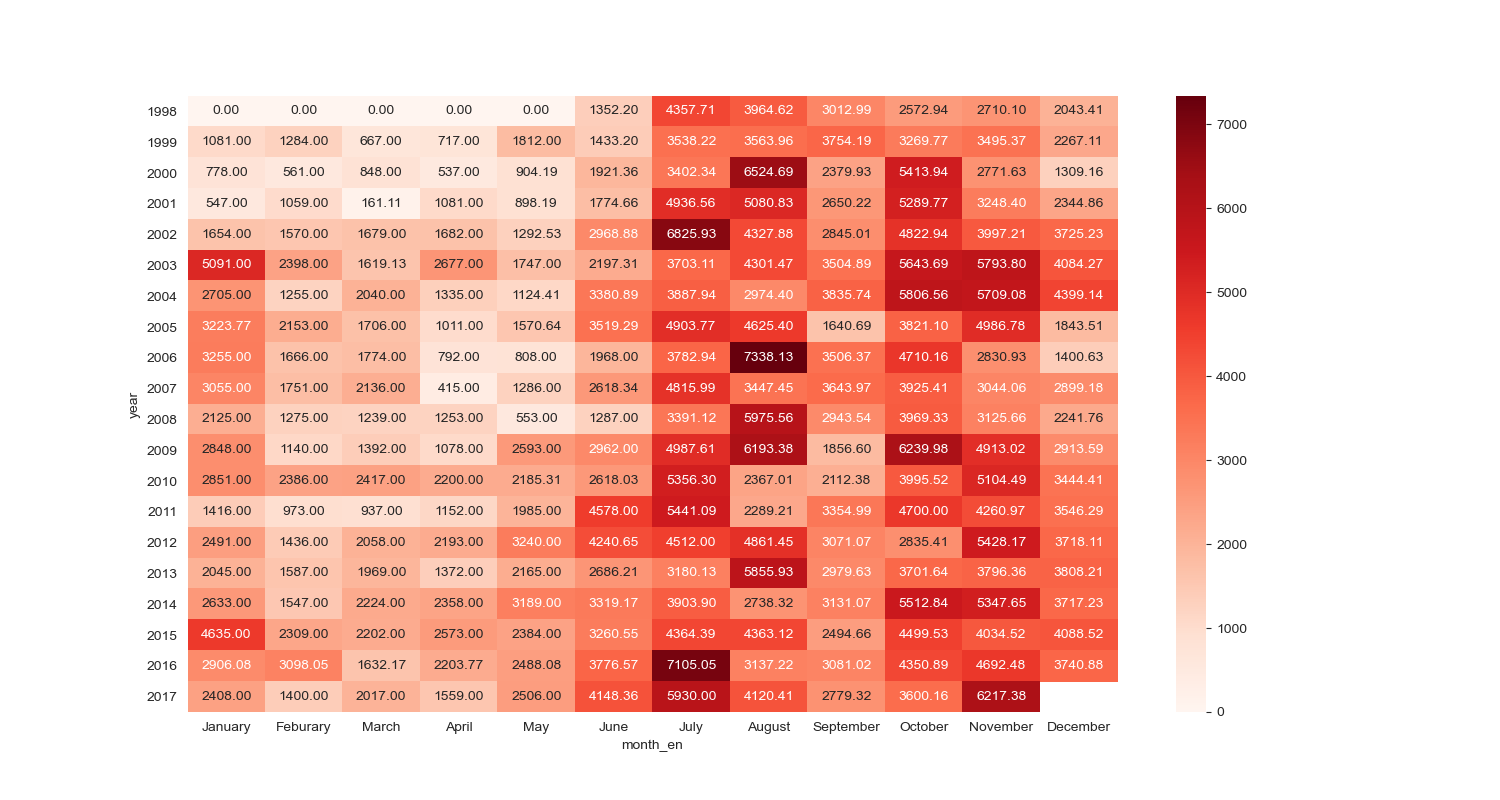 1998 0.00 0.00 0.00 0.00 0.00 1352.20 4357.71 3964.62 3012.99 2572.94 2710.10 2043.41
1999 1081.00 1284.00 667.00 717.00 1812.00 1433.20 3538.22 3563.96 3754.19 3269.77 3495.37 2267.11
2000 778.00 561.00 848.00 537.00 904.19 1921.36 3402.34 6524.69 2379.93 5413.94 2771.63 1309.16
2001 547.00 1059.00 161.11 1081.00 898.19 1774.66 4936.56 5080.83 2650.22 5289.77 3248.40 2344.86
2002 1654.00 1570.00 1679.00 1682.00 1292.53 2968.88 6825.93 4327.88 2845.01 4822.94 3997.21 3725.23
2003 5091.00 2398.00 1619.13 2677.00 1747.00 2197.31 3703.11 4301.47 3504.89 5643.69 5793.80 4084.27
2004 2705.00 1255.00 2040.00 1335.00 1124.41 3380.89 3887.94 2974.40 3835.74 5806.56 5709.08 4399.14
2005 3223.77 2153.00 1706.00 1011.00 1570.64 3519.29 4903.77 4625.40 1640.69 3821.10 4986.78 1843.51
2006 3255.00 1666.00 1774.00 792.00 808.00 1968.00 3782.94 7338.13 3506.37 4710.16 2830.93 1400.63
2007 3055.00 1751.00 2136.00 415.00 1286.00 2618.34 4815.99 3447.45 3643.97 3925.41 3044.06 2899.18
2008 2125.00 1275.00 1239.00 1253.00 553.00 1287.00 3391.12 5975.56 2943.54 3969.33 3125.66 2241.76
2009 2848.00 1140.00 1392.00 1078.00 2593.00 2962.00 4987.61 6193.38 1856.60 6239.98 4913.02 2913.59
2010 2851.00 2386.00 2417.00 2200.00 2185.31 2618.03 5356.30 2367.01 2112.38 3995.52 5104.49 3444.41
2011 1416.00 973.00 937.00 1152.00 1985.00 4578.00 5441.09 2289.21 3354.99 4700.00 4260.97 3546.29
2012 2491.00 1436.00 2058.00 2193.00 3240.00 4240.65 4512.00 4861.45 3071.07 2835.41 5428.17 3718.11
2013 2045.00 1587.00 1969.00 1372.00 2165.00 2686.21 3180.13 5855.93 2979.63 3701.64 3796.36 3808.21
2014 2633.00 1547.00 2224.00 2358.00 3189.00 3319.17 3903.90 2738.32 3131.07 5512.84 5347.65 3717.23
2015 4635.00 2309.00 2202.00 2573.00 2384.00 3260.55 4364.39 4363.12 2494.66 4499.53 4034.52 4088.52
2016 2906.08 3098.05 1632.17 2203.77 2488.08 3776.57 7105.05 3137.22 3081.02 4350.89 4692.48 3740.88
2017 2408.00 1400.00 2017.00 1559.00 2506.00 4148.36 5930.00 4120.41 2779.32 3600.16 6217.38
January Feburary March April May June July August September October November December
month_en
year
7000
6000
5000
4000
3000
2000
1000
0